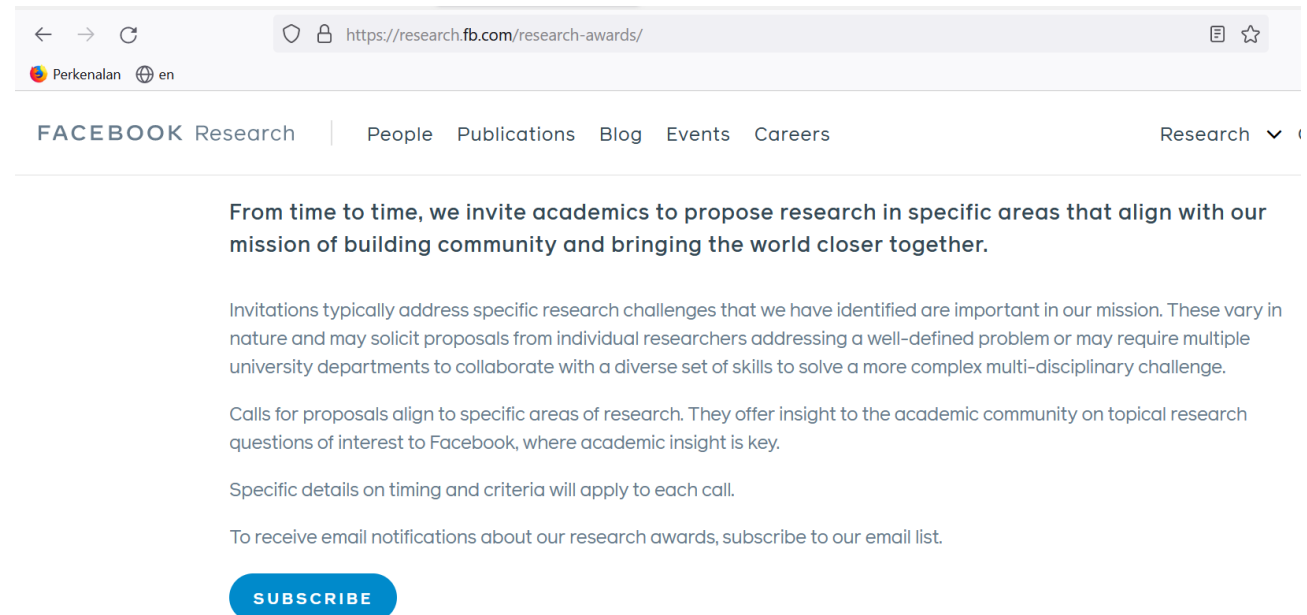 https://research.fb.com/research-awards/
Perkenalan en
FACEBOOK Research People Publications Blog Events Careers Research
From time to time, we invite academics to propose research in specific areas that align with our
mission of building community and bringing the world closer together.
Invitations typically address specific research challenges that we have identified are important in our mission. These vary in
nature and may solicit proposals from individual researchers addressing a well-defined problem or may require multiple
university departments to collaborate with a diverse set of skills to solve a more complex multi-disciplinary challenge.
Calls for proposals align to specific areas of research. They offer insight to the academic community on topical research
questions of interest to Facebook, where academic insight is key.
Specific details on timing and criteria will apply to each call.
To receive email notifications about our research awards, subscribe to our email list.
SUBSCRIBE